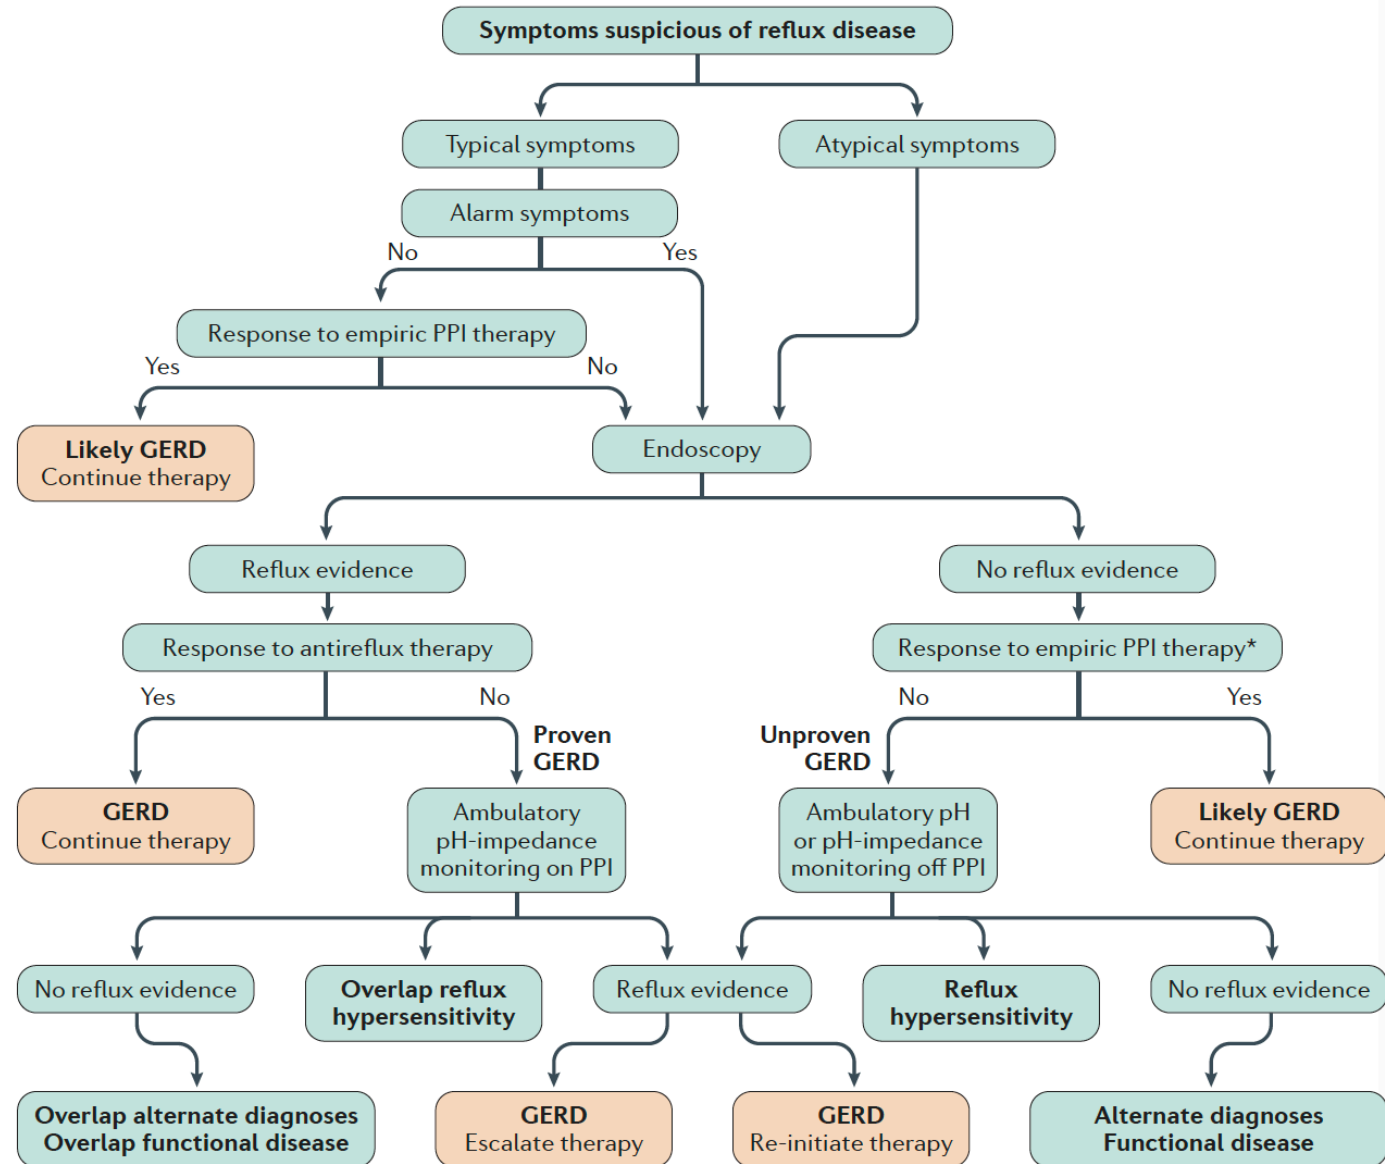 Symptoms suspicious of reflux disease
Typical symptoms
Atypical symptoms
Alarm symptoms
No
Yes
Response to empiric PPI therapy
Yes
No
Likely GERD
Continue therapy
Endoscopy
Reflux evidence
No reflux evidence
Response to antireflux therapy
Response to empiric PPI therapy*
Yes
No
No
Yes
Proven
GERD
Unproven
GERD
GERD
Continue therapy
Ambulatory
pH-impedance
monitoring on PPI
Ambulatory pH
or pH-impedance
monitoring off PPI
Likely GERD
Continue therapy
No reflux evidence
Overlap reflux
hypersensitivity
Reflux evidence
Reflux
hypersensitivity
No reflux evidence
Overlap alternate diagnoses
Overlap functional disease
GERD
Escalate therapy
GERD
Re-initiate therapy
Alternate diagnoses
Functional disease